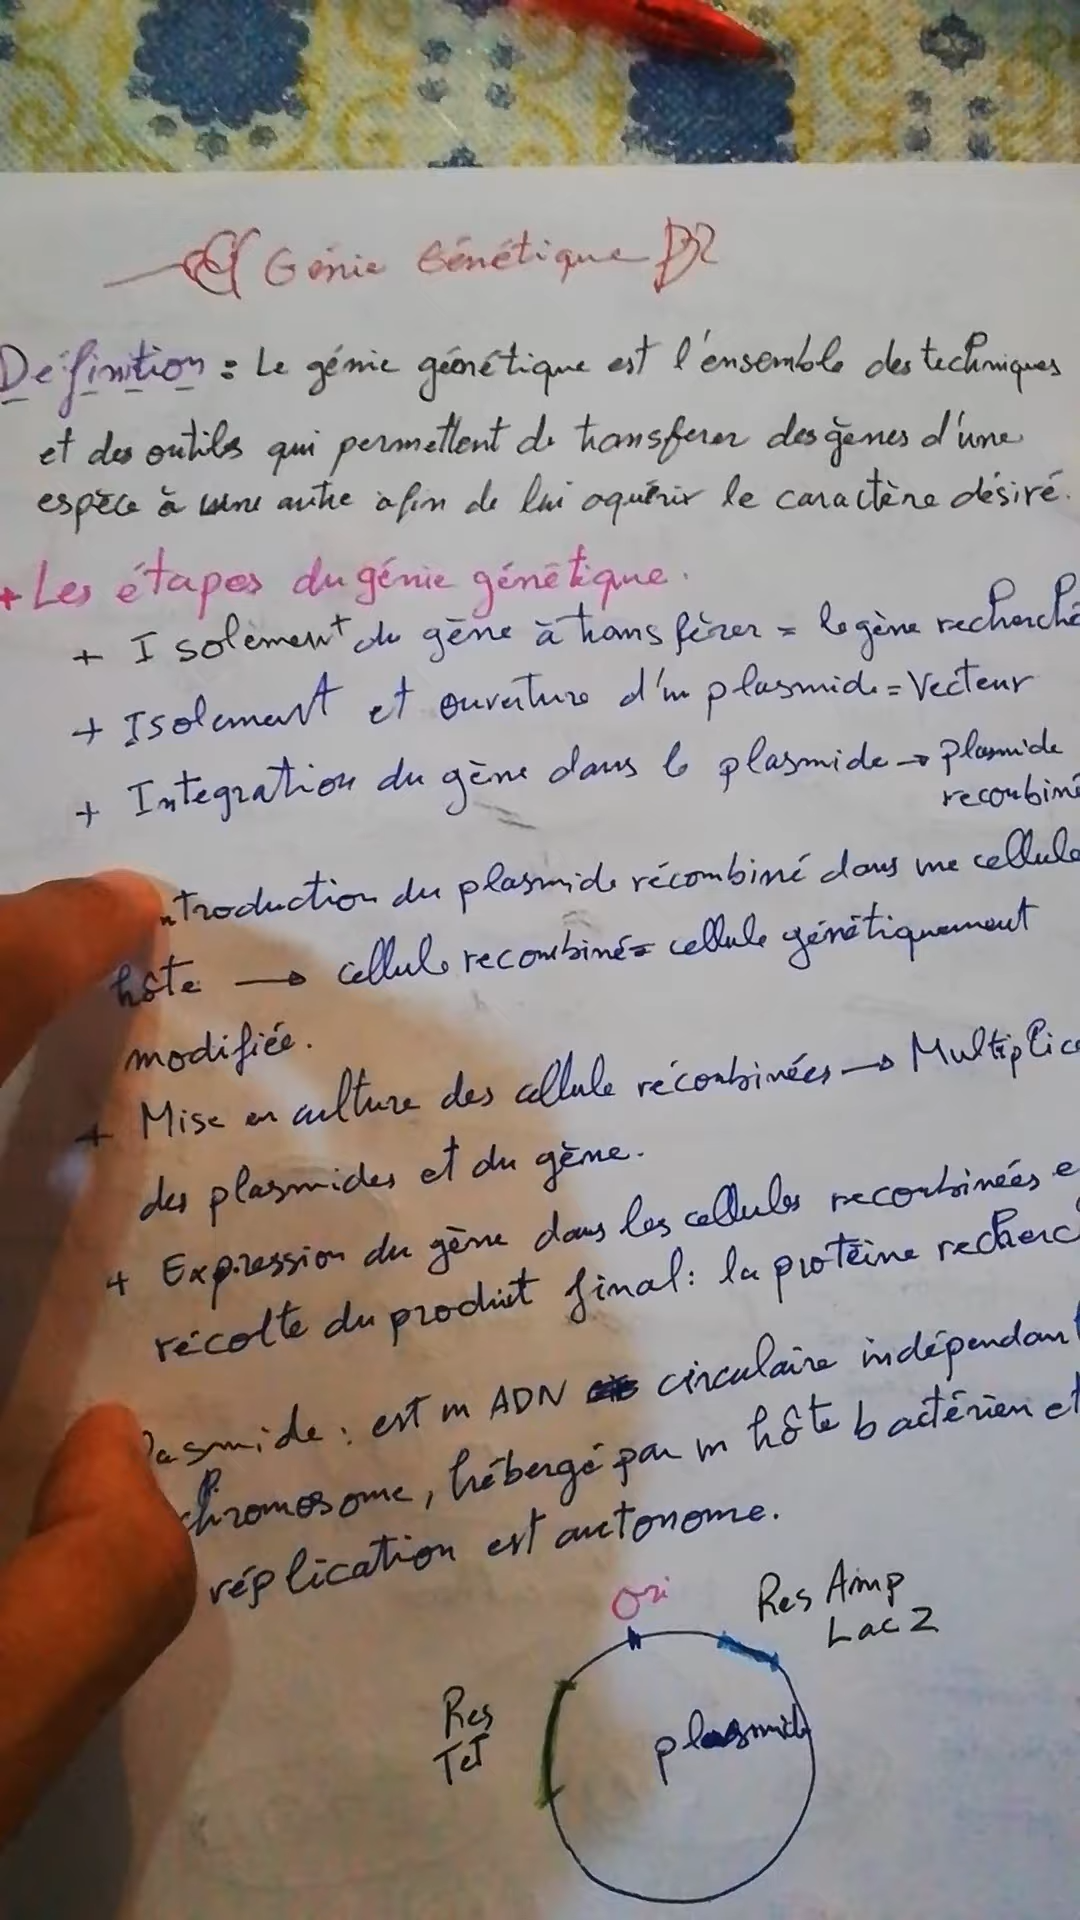 Génie Génétique
Définition : Le génie génétique est l'ensemble des techniques
et des outils qui permettent de transferer des gènes d'une
espèce à une autre afin de lui aquérir le caractère désiré.
+ Les étapes du génie génétique.
+ Isolement du gène à transférer = le gène recherché
+ Isolement et ouverture d'un plasmide = Vecteur
+ Integration du gène dans le plasmide → plasmide
recombiné
ntroduction du plasmide récombiné dans une cellule
hôte → cellule recombinée = cellule génétiquement
modifiée.
+ Mise en culture des cellule recombinées → Multiplica
des plasmides et du gène.
+ Expression du gène dans les cellules recombinées e
récolte du produit final : la protéine recherc
lasmide : est un ADN circulaire indépendant
chromosome, hébergé par un hôte bactérien et
réplication est autonome.
Ori
Res Amp
Lac Z
Res
Tet
plasmide